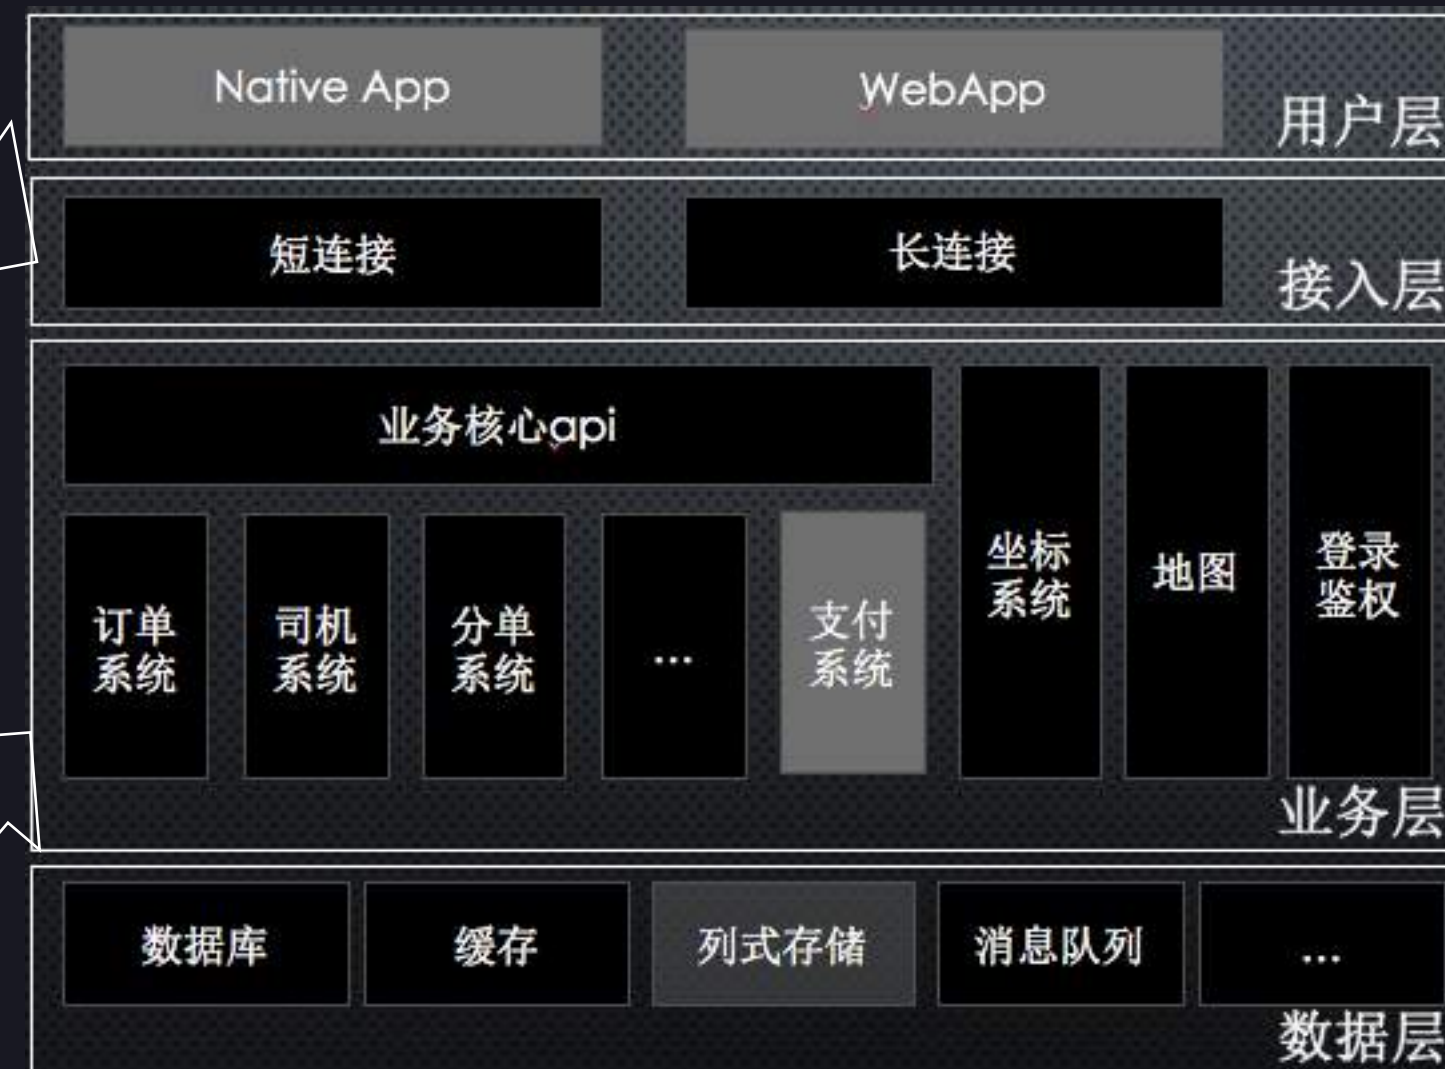 Native App
WebApp
用户层
短连接
长连接
接入层
业务核心api
订单
系统
司机
系统
分单
系统
...
支付
系统
坐标
系统
地图
登录
鉴权
业务层
数据库
缓存
列式存储
消息队列
...
数据层